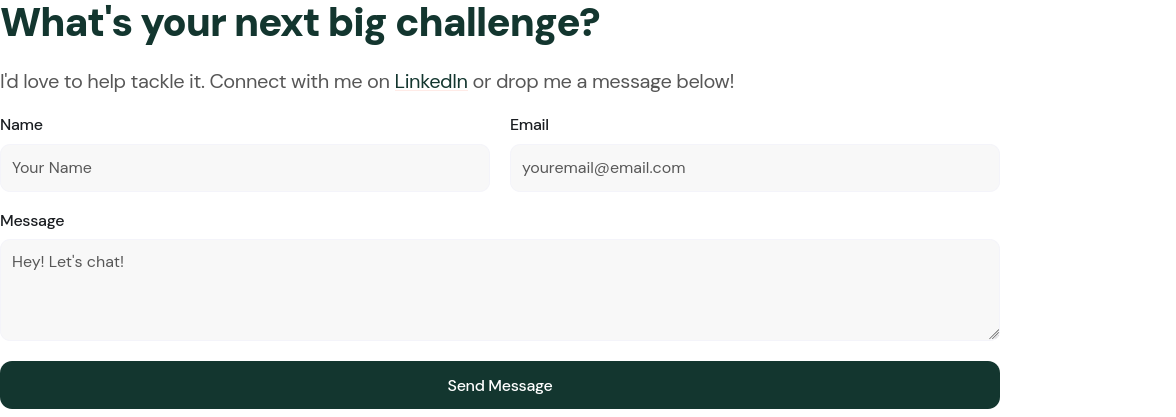 What's your next big challenge?
I'd love to help tackle it. Connect with me on LinkedIn or drop me a message below!
Name
Email
Your Name
youremail@email.com
Message
Hey! Let's chat!
Send Message